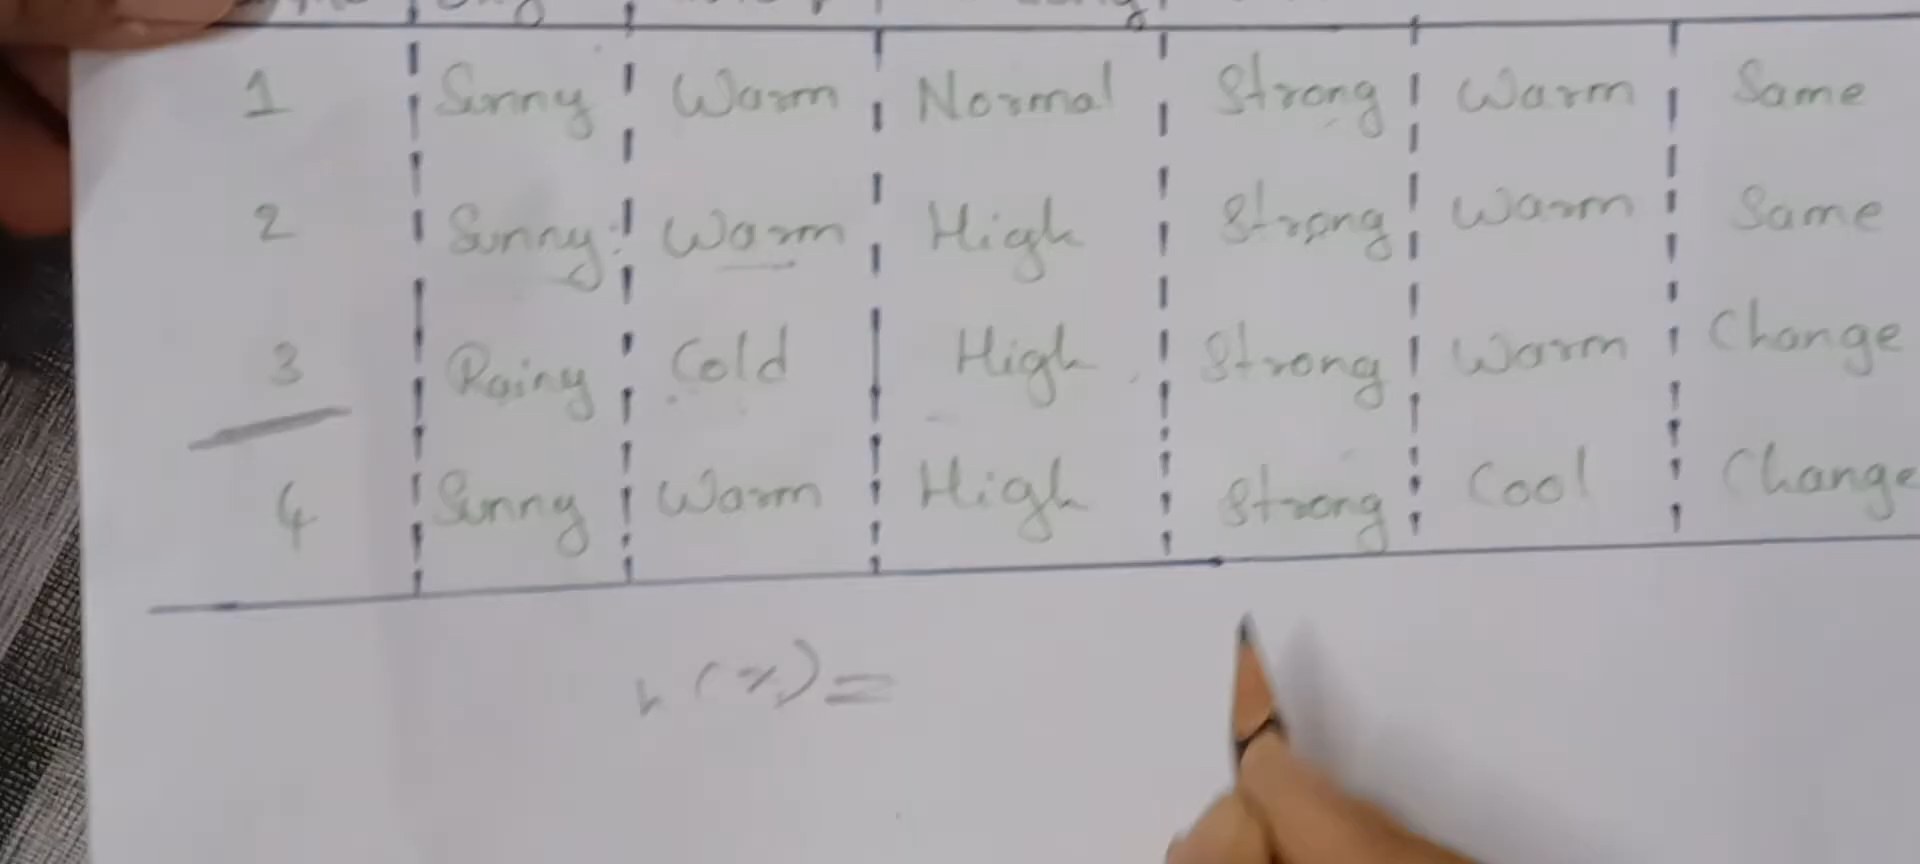 1 Sunny Warm Normal Strong Warm Same
2 Sunny Warm High Strong Warm Same
3 Rainy Cold High Strong Warm Change
4 Sunny Warm High Strong Cool Change
h(x)=